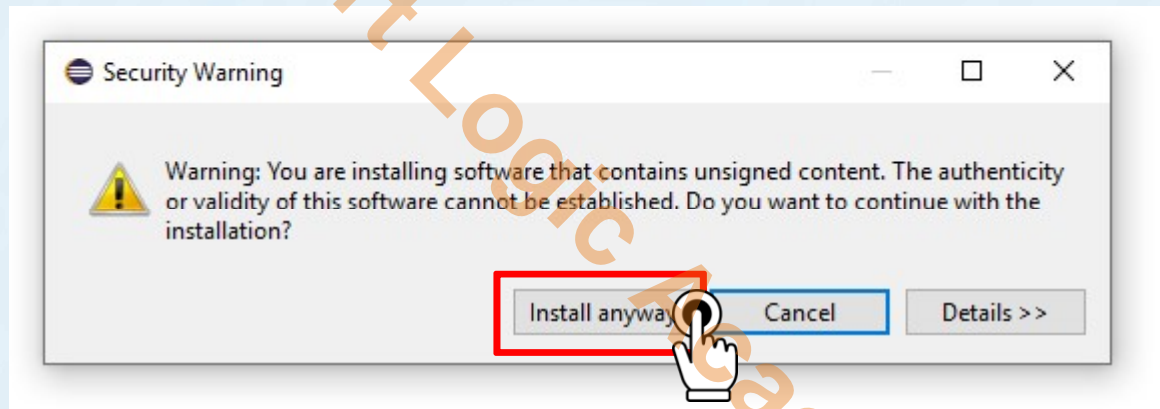 Security Warning
Warning: You are installing software that contains unsigned content. The authenticity
or validity of this software cannot be established. Do you want to continue with the
installation?
Install anyway Cancel Details >>
Logic